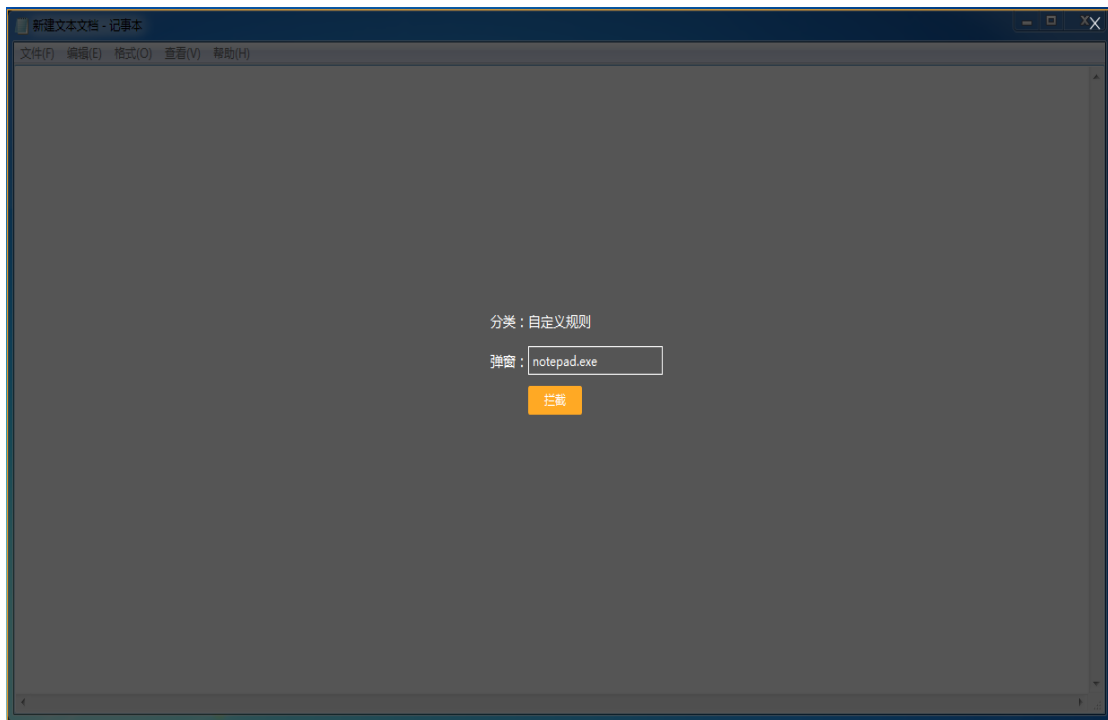 新建文本文档 - 记事本
文件(F) 编辑(E) 格式(O) 查看(V) 帮助(H)
分类：自定义规则
弹窗：notepad.exe
拦截